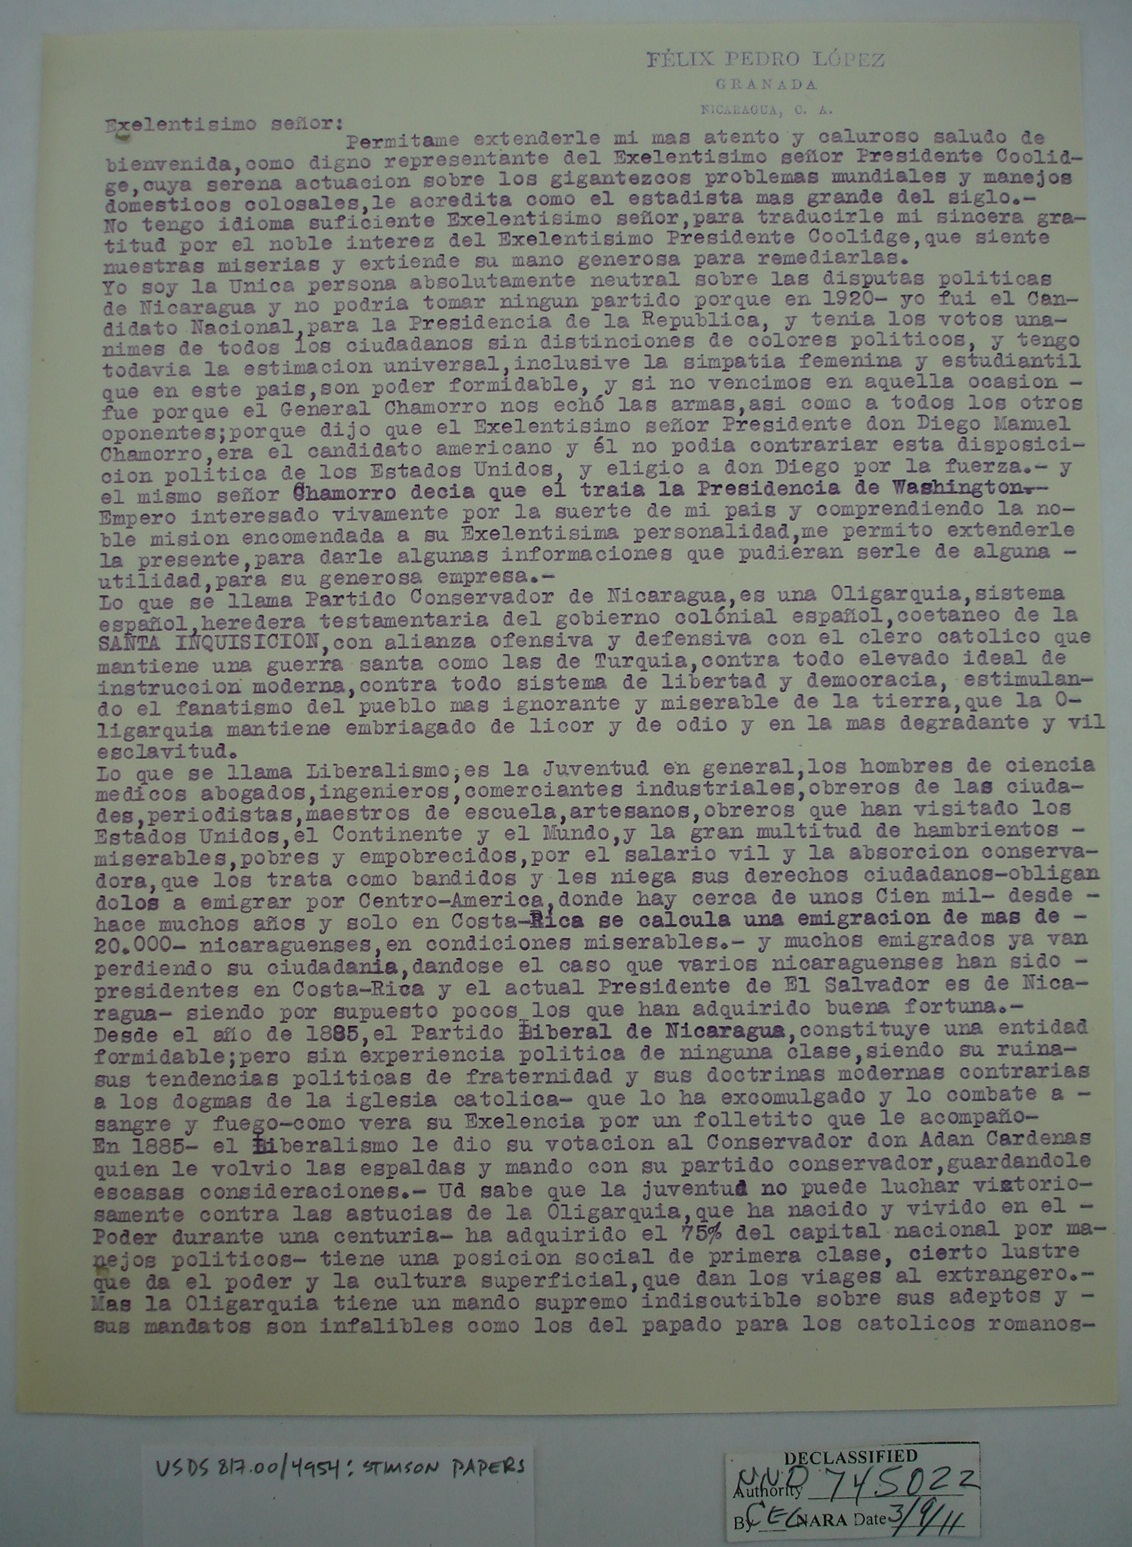 FÉLIX PEDRO LÓPEZ
GRANADA
NICARAGUA, C. A.
Exelentisimo señor:
Permitame extenderle mi mas atento y caluroso saludo de
bienvenida,como digno representante del Exelentisimo señor Presidente Coolid-
ge,cuya serena actuacion sobre los gigantezcos problemas mundiales y manejos
domesticos colosales,le acredita como el estadista mas grande del siglo.-
No tengo idioma suficiente Exelentisimo señor,para traducirle mi sincera gra-
titud por el noble interez del Exelentisimo Presidente Coolidge,que siente
nuestras miserias y extiende su mano generosa para remediarlas.
Yo soy la Unica persona absolutamente neutral sobre las disputas politicas
de Nicaragua y no podria tomar ningun partido porque en 1920- yo fui el Can-
didato Nacional,para la Presidencia de la Republica, y tenia los votos una-
nimes de todos los ciudadanos sin distinciones de colores politicos, y tengo
todavia la estimacion universal,inclusive la simpatia femenina y estudiantil
que en este pais,son poder formidable, y si no vencimos en aquella ocasion -
fue porque el General Chamorro nos echó las armas,asi como a todos los otros
oponentes;porque dijo que el Exelentisimo señor Presidente don Diego Manuel
Chamorro,era el candidato americano y él no podia contrariar esta disposici-
cion politica de los Estados Unidos, y eligio a don Diego por la fuerza.- y
el mismo señor Chamorro decia que el traia la Presidencia de Washington.-
Empero interesado vivamente por la suerte de mi pais y comprendiendo la no-
ble mision encomendada a su Exelentisima personalidad,me permito extenderle
la presente,para darle algunas informaciones que pudieran serle de alguna -
utilidad,para su generosa empresa.-
Lo que se llama Partido Conservador de Nicaragua,es una Oligarquia,sistema
español,heredera testamentaria del gobierno colónial español,coetaneo de la
SANTA INQUISICION,con alianza ofensiva y defensiva con el clero catolico que
mantiene una guerra santa como las de Turquia,contra todo elevado ideal de
instruccion moderna,contra todo sistema de libertad y democracia, estimulan-
do el fanatismo del pueblo mas ignorante y miserable de la tierra,que la O-
ligarquia mantiene embriagado de licor y de odio y en la mas degradante y vil
esclavitud.
Lo que se llama Liberalismo,es la Juventud en general,los hombres de ciencia
medicos abogados,ingenieros,comerciantes industriales,obreros de las ciuda-
des,periodistas,maestros de escuela,artesanos,obreros que han visitado los
Estados Unidos,el Continente y el Mundo,y la gran multitud de hambrientos -
miserables,pobres y empobrecidos,por el salario vil y la absorcion conserva-
dora,que los trata como bandidos y les niega sus derechos ciudadanos-obligan
dolos a emigrar por Centro-America,donde hay cerca de unos Cien mil- desde -
hace muchos años y solo en Costa-Rica se calcula una emigracion de mas de -
20.000- nicaraguenses,en condiciones miserables.- y muchos emigrados ya van
perdiendo su ciudadania,dandose el caso que varios nicaraguenses han sido -
presidentes en Costa-Rica y el actual Presidente de El Salvador es de Nica-
ragua- siendo por supuesto pocos los que han adquirido buena fortuna.-
Desde el año de 1885,el Partido Liberal de Nicaragua,constituye una entidad
formidable;pero sin experiencia politica de ninguna clase,siendo su ruina-
sus tendencias politicas de fraternidad y sus doctrinas modernas contrarias
a los dogmas de la iglesia catolica- que lo ha excomulgado y lo combate a -
sangre y fuego-como vera su Exelencia por un folletito que le acompaño-
En 1885- el Liberalismo le dio su votacion al Conservador don Adan Cardenas
quien le volvio las espaldas y mando con su partido conservador,guardandole
escasas consideraciones.- Ud sabe que la juventud no puede luchar victorio-
samente contra las astucias de la Oligarquia,que ha nacido y vivido en el -
Poder durante una centuria- ha adquirido el 75% del capital nacional por ma-
nejos politicos- tiene una posicion social de primera clase, cierto lustre
que da el poder y la cultura superficial,que dan los viages al extrangero.-
Mas la Oligarquia tiene un mando supremo indiscutible sobre sus adeptos y -
sus mandatos son infalibles como los del papado para los catolicos romanos-
USDS 817.00/4954: STIMSON PAPERS
DECLASSIFIED
Authority NND 745022
By CEG NARA Date 3/9/11